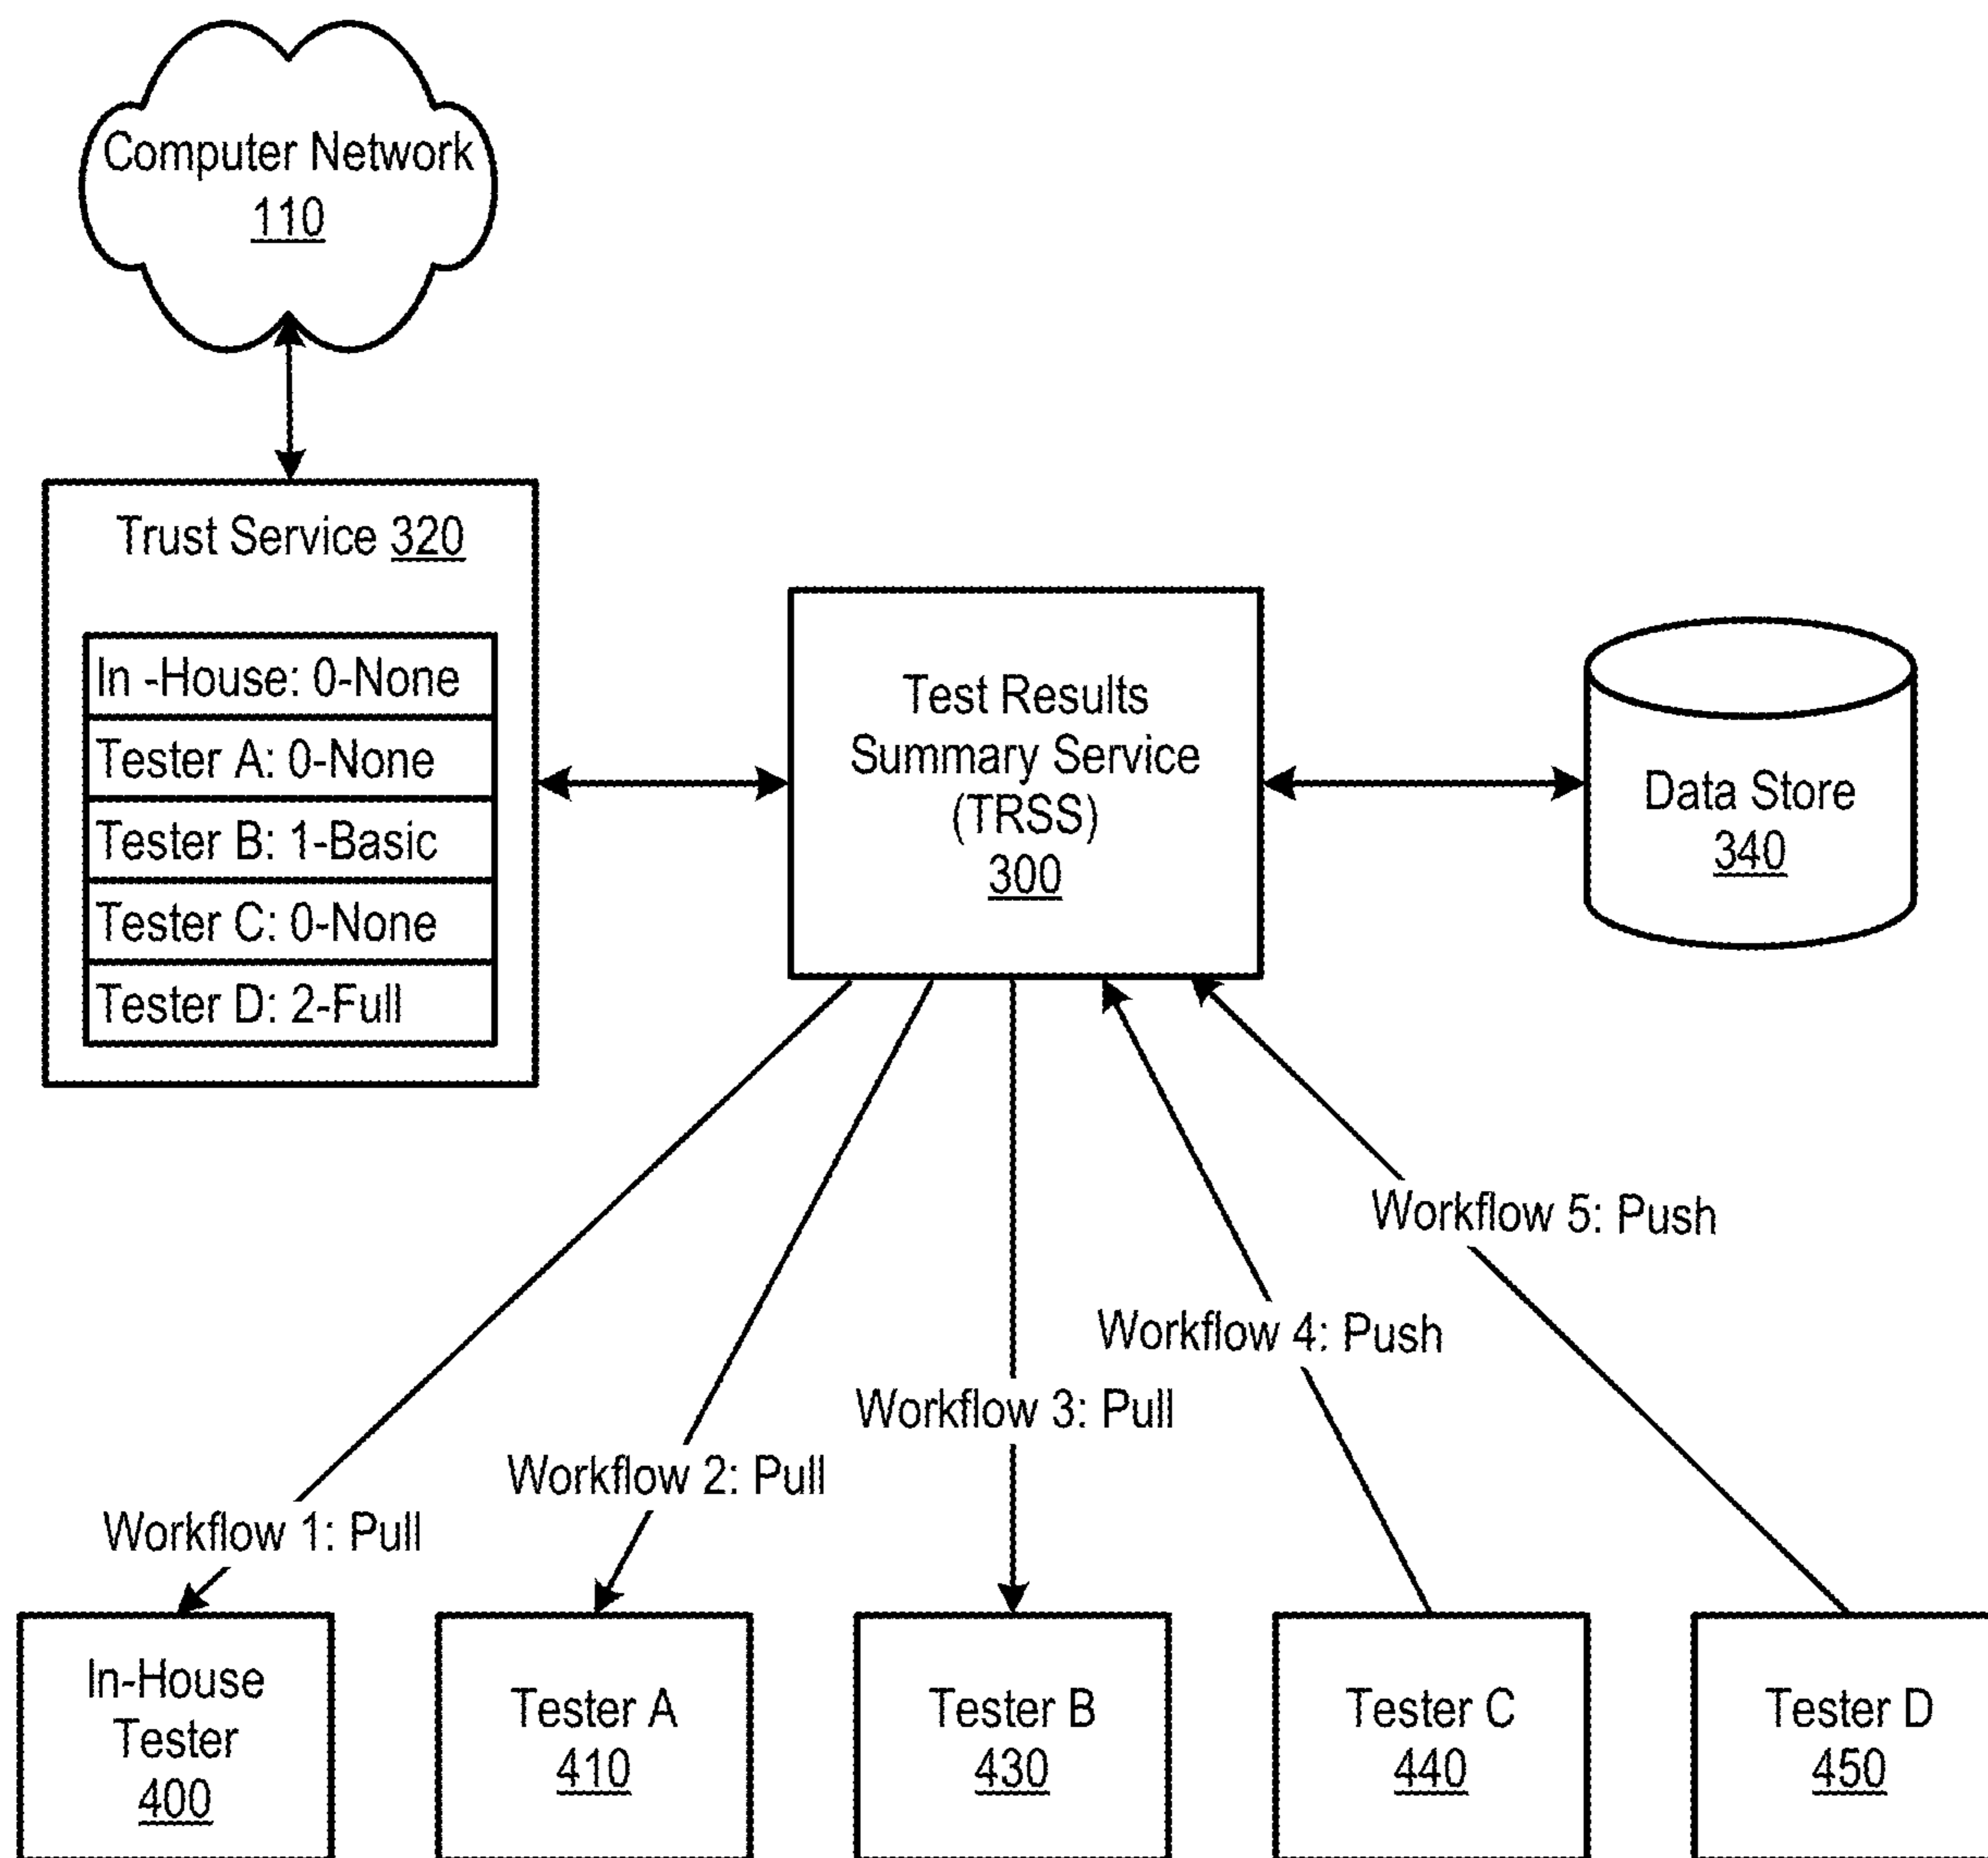 Computer Network
110
Trust Service 320
In -House: 0-None
Tester A: 0-None
Tester B: 1-Basic
Tester C: 0-None
Tester D: 2-Full
Test Results
Summary Service
(TRSS)
300
Data Store
340
Workflow 5: Push
Workflow 4: Push
Workflow 3: Pull
Workflow 2: Pull
Workflow 1: Pull
In-House
Tester
400
Tester A
410
Tester B
430
Tester C
440
Tester D
450